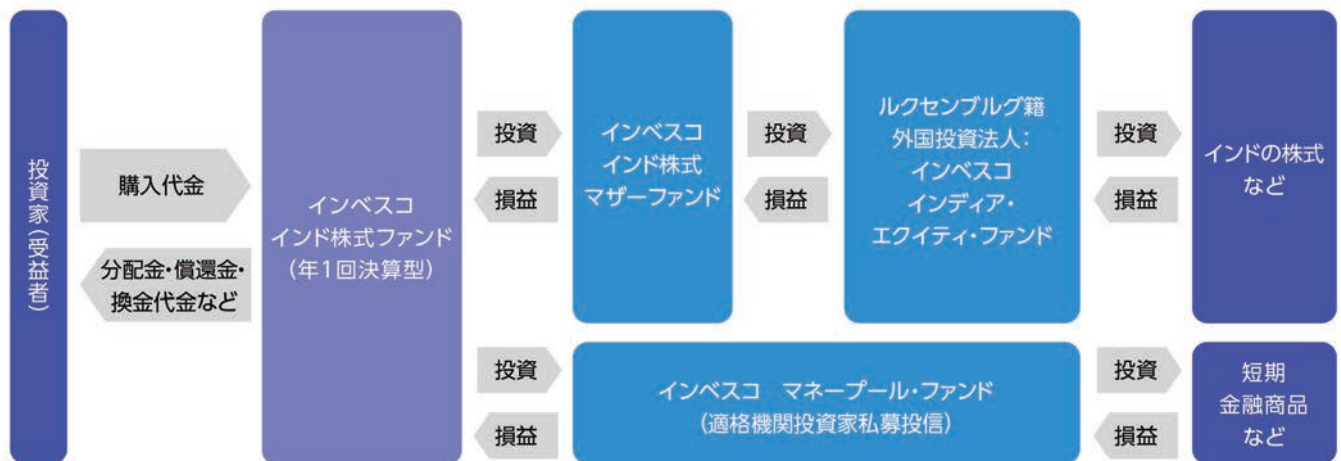 投資家(受益者)
購入代金
分配金・償還金・
換金代金など
インベスコ
インド株式ファンド
(年1回決算型)
投資
損益
インベスコ
インド株式
マザーファンド
投資
損益
ルクセンブルグ籍
外国投資法人:
インベスコ
インディア・
エクイティ・ファンド
投資
損益
インドの株式
など
投資
損益
インベスコ　マネープール・ファンド
(適格機関投資家私募投信)
投資
損益
短期
金融商品
など